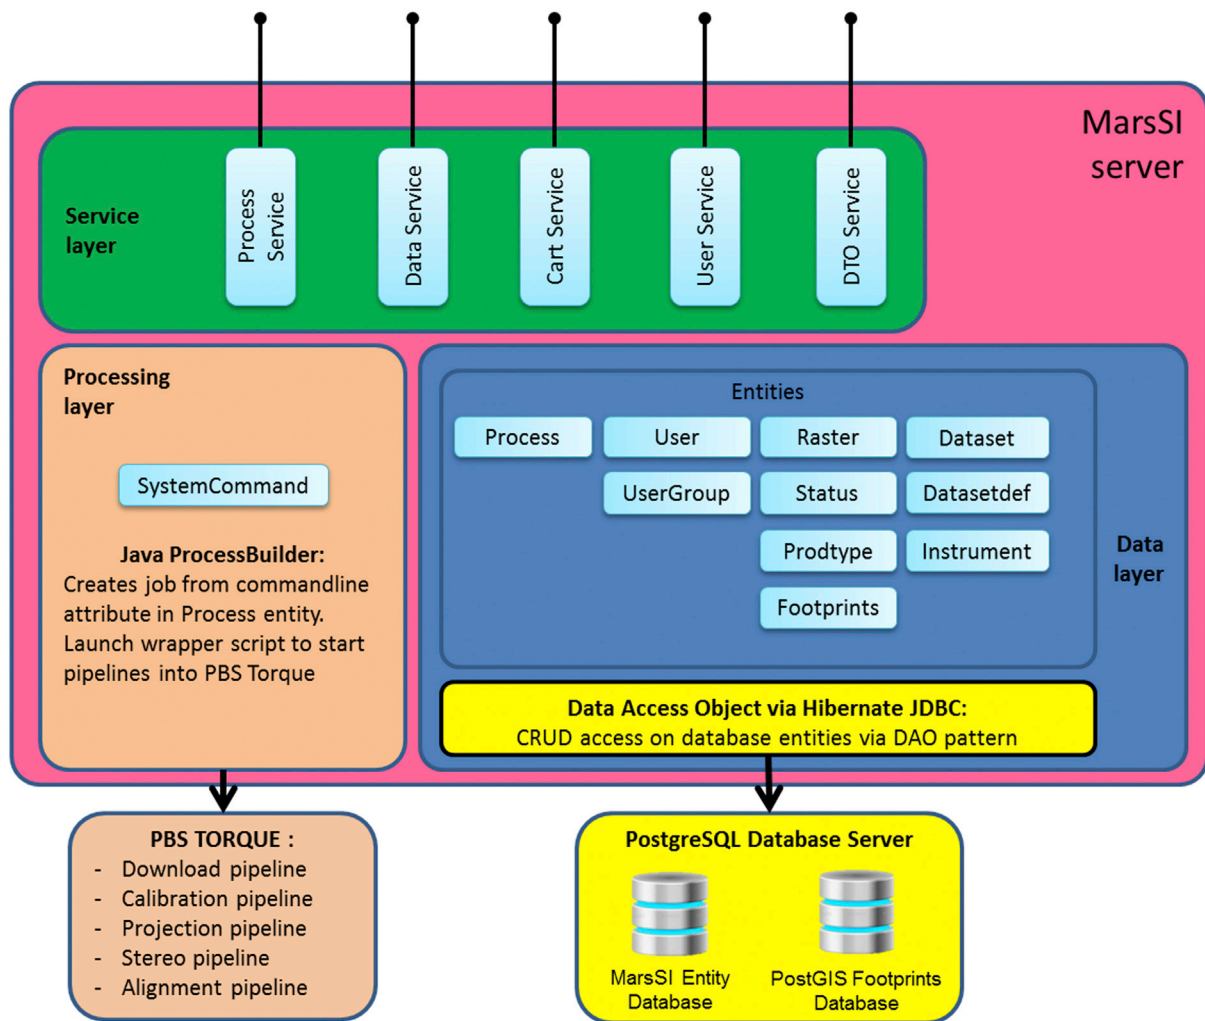 MarsSI
server
Service
layer
Process
Service
Data Service
Cart Service
User Service
DTO Service
Processing
layer
SystemCommand
Java ProcessBuilder:
Creates job from commandline
attribute in Process entity.
Launch wrapper script to start
pipelines into PBS Torque
Entities
Process
User
Raster
Dataset
UserGroup
Status
Datasetdef
Prodtype
Instrument
Footprints
Data
layer
Data Access Object via Hibernate JDBC:
CRUD access on database entities via DAO pattern
PBS TORQUE :
- Download pipeline
- Calibration pipeline
- Projection pipeline
- Stereo pipeline
- Alignment pipeline
PostgreSQL Database Server
MarsSI Entity
Database
PostGIS Footprints
Database